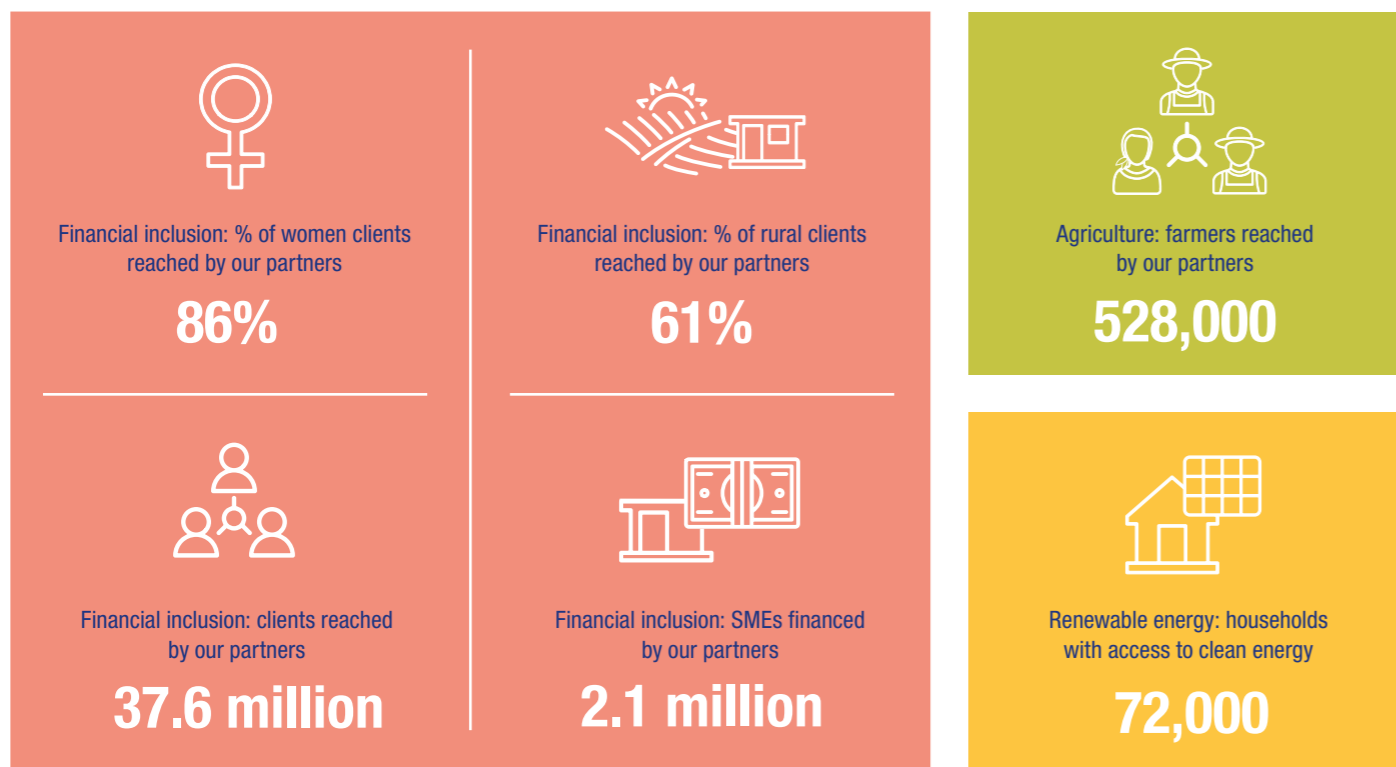 Financial inclusion: % of women clients
reached by our partners
86%
Financial inclusion: % of rural clients
reached by our partners
61%
Financial inclusion: clients reached
by our partners
37.6 million
Financial inclusion: SMEs financed
by our partners
2.1 million
Agriculture: farmers reached
by our partners
528,000
Renewable energy: households
with access to clean energy
72,000